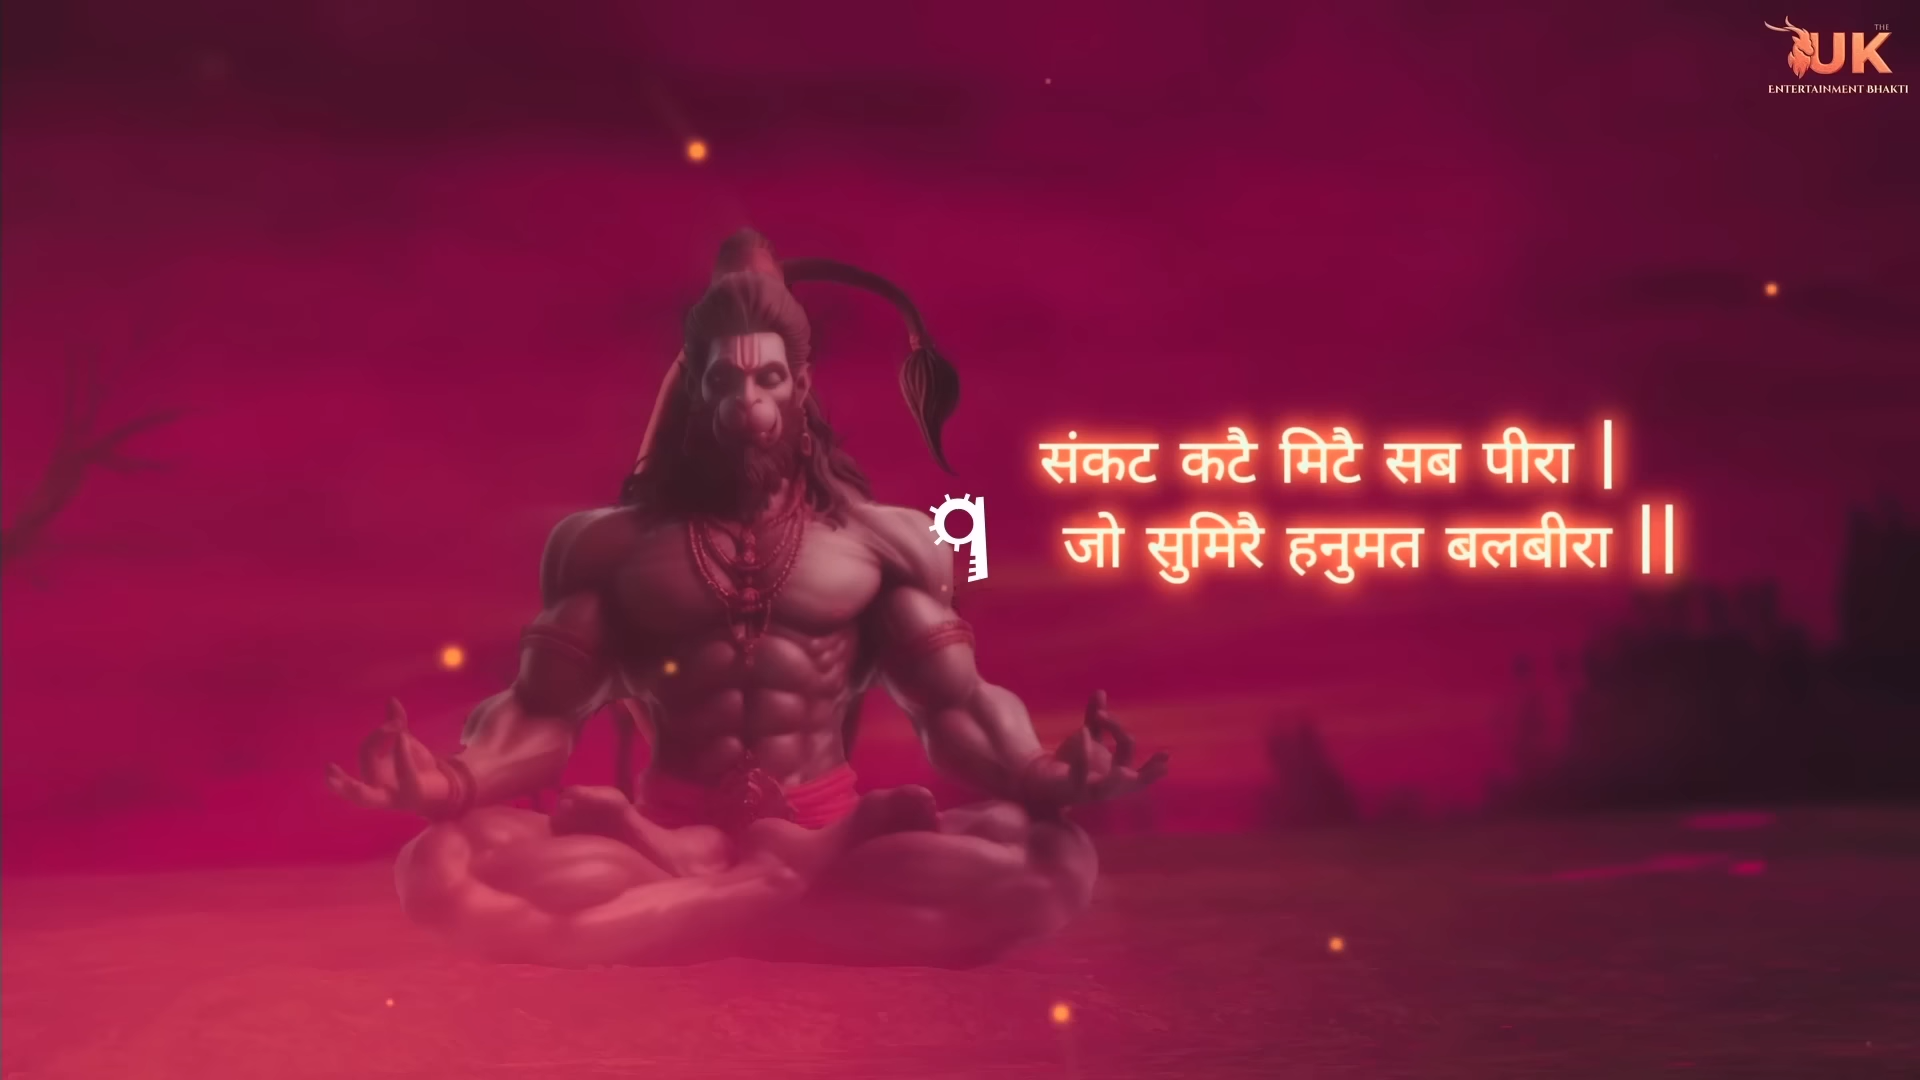 THE
UK
ENTERTAINMENT BHAKTI
संकट कटै मिटै सब पीरा |
जो सुमिरै हनुमत बलबीरा ||
q